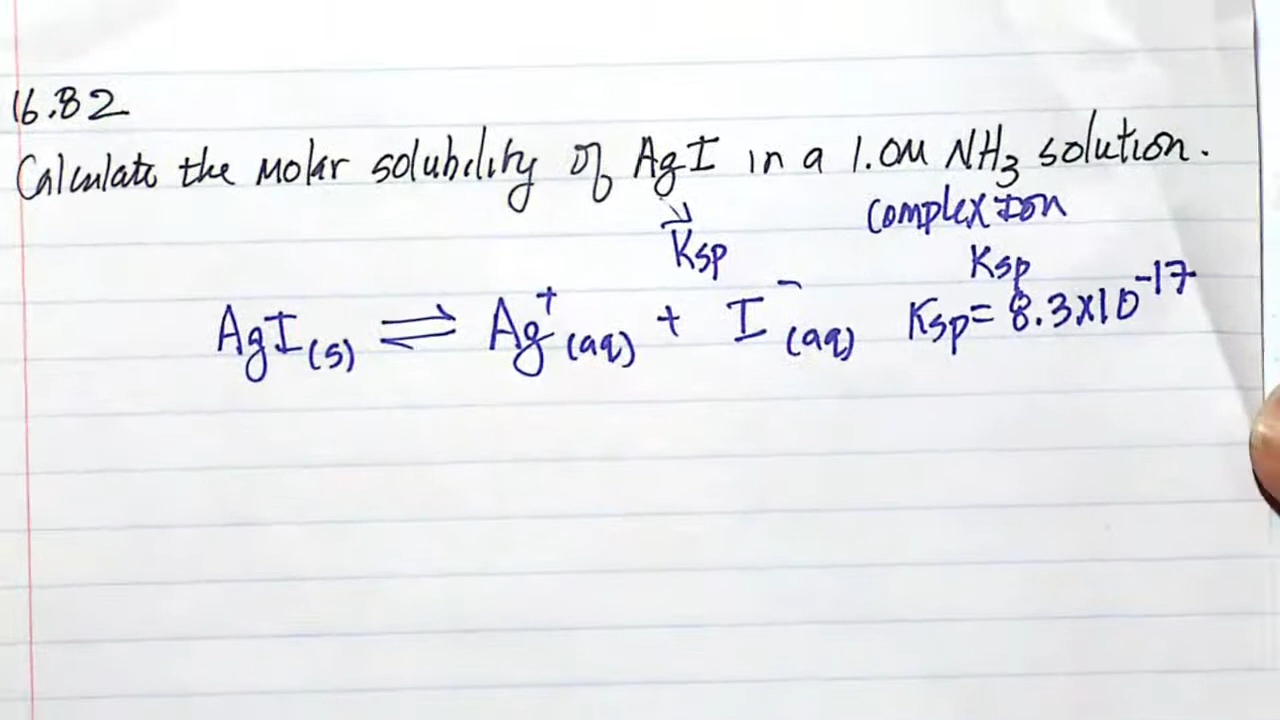 16.82
Calculate the molar solubility of AgI in a 1.0M NH₃ solution.
Complex Ion
Ksp
Ksp
AgI(s) ⇌ Ag⁺(aq) + I⁻(aq) Ksp = 8.3x10⁻¹⁷